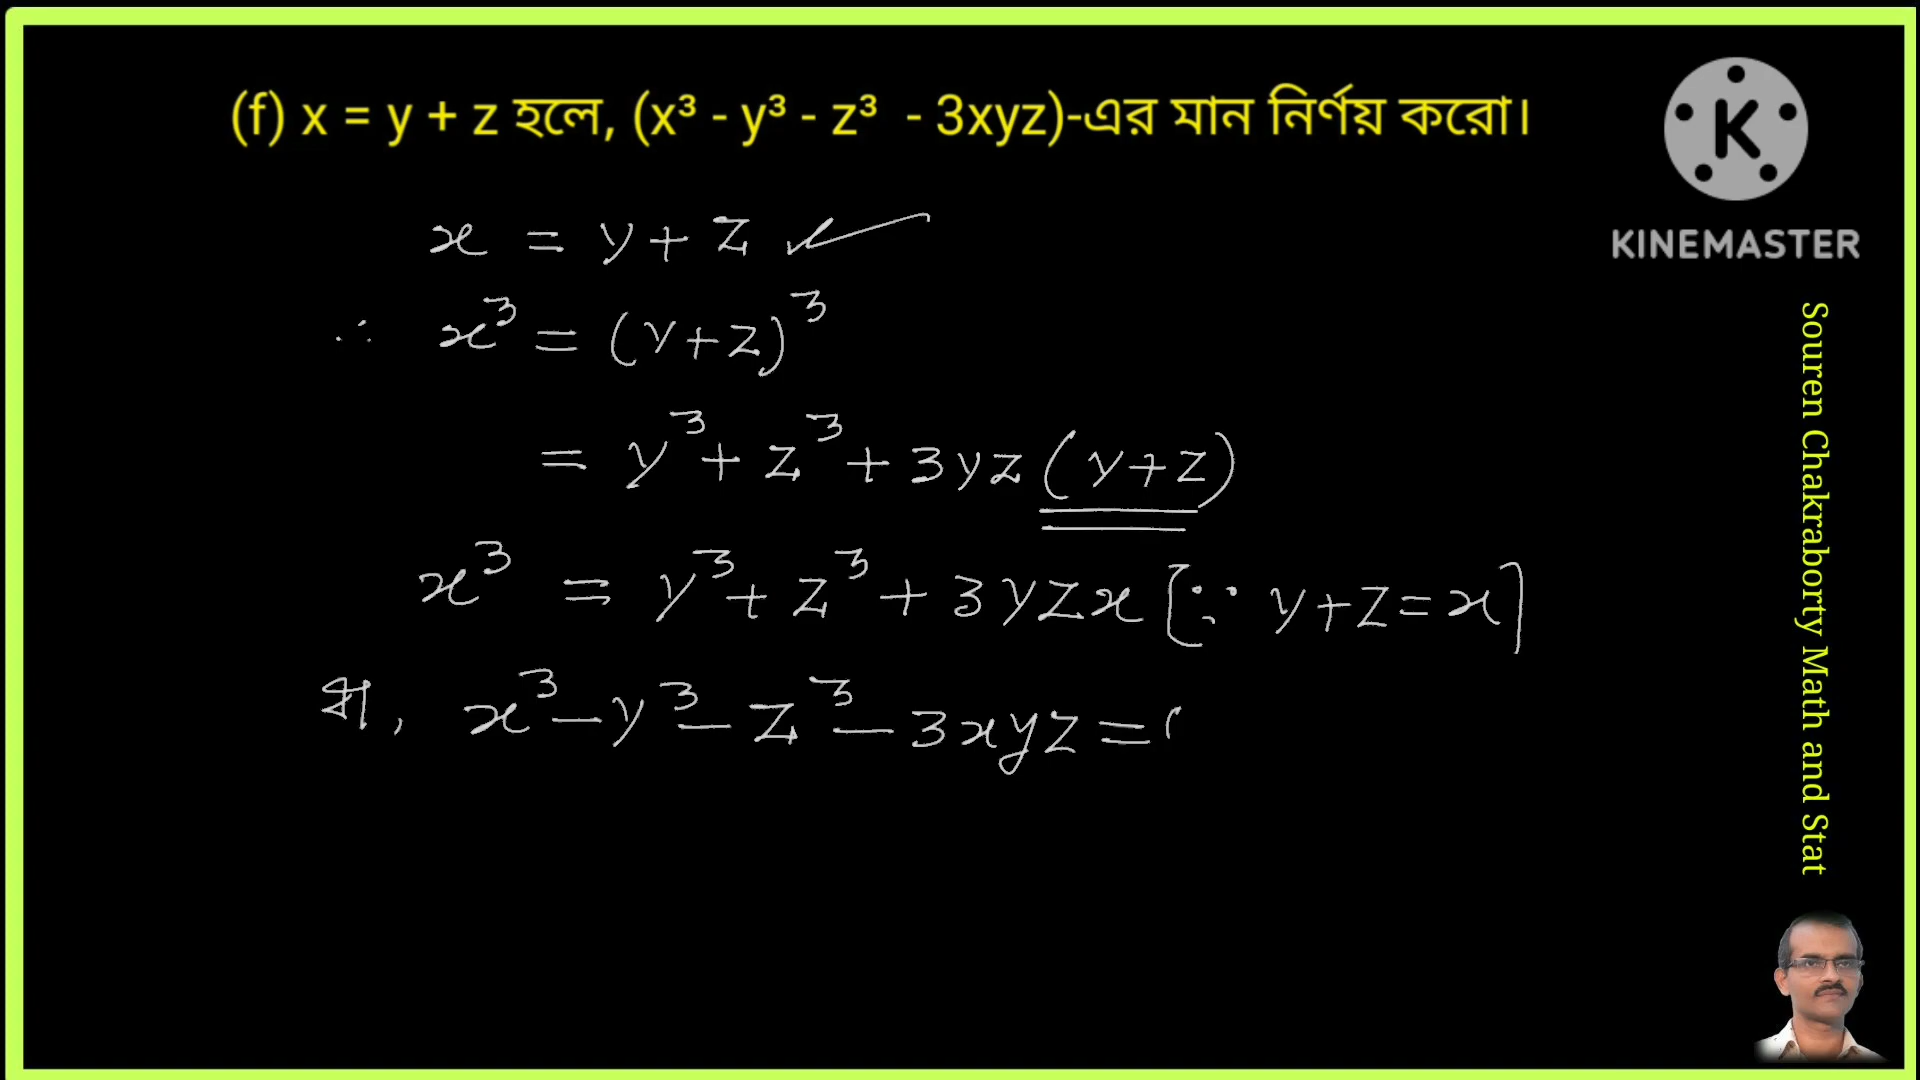 (f) x = y + z হলে, (x³ - y³ - z³ - 3xyz)-এর মান নির্ণয় করো।
KINEMASTER
x = y + z ✓
∴ x³ = (y+z)³
= y³ + z³ + 3yz(y+z)
x³ = y³ + z³ + 3yzx [∵ y+z=x]
বা, x³ - y³ - z³ - 3xyz =
Souren Chakraborty Math and Stat